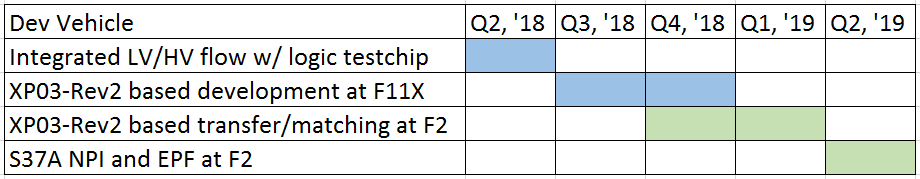 Dev Vehicle Q2, '18 Q3, '18 Q4, '18 Q1, '19 Q2, '19
Integrated LV/HV flow w/ logic testchip
XP03-Rev2 based development at F11X
XP03-Rev2 based transfer/matching at F2
S37A NPI and EPF at F2